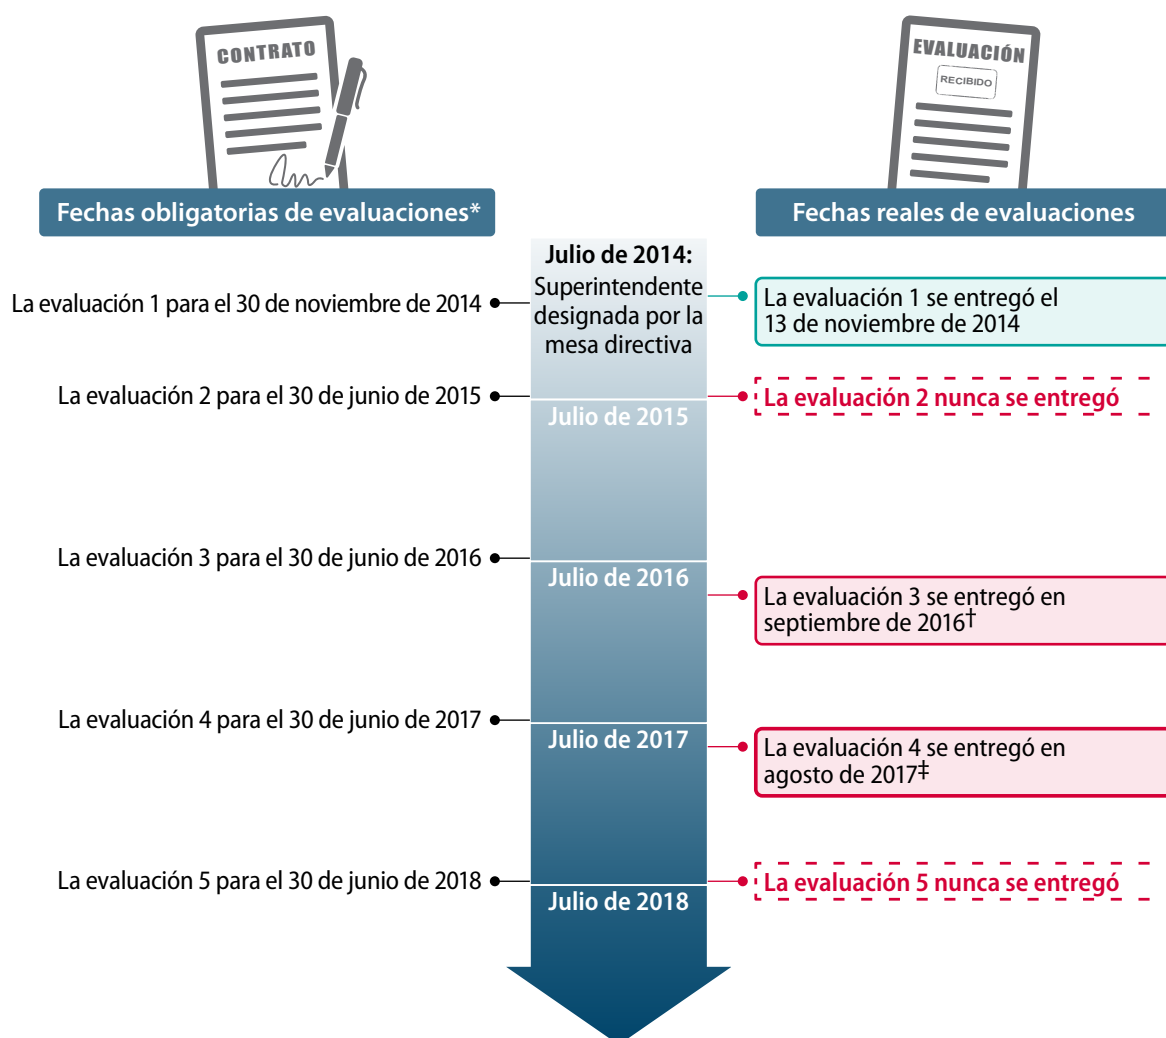 CONTRATO
EVALUACIÓN
RECIBIDO
Fechas obligatorias de evaluaciones*
Fechas reales de evaluaciones
Julio de 2014:
Superintendente
designada por la
mesa directiva
La evaluación 1 para el 30 de noviembre de 2014
La evaluación 1 se entregó el
13 de noviembre de 2014
La evaluación 2 para el 30 de junio de 2015
La evaluación 2 nunca se entregó
Julio de 2015
La evaluación 3 para el 30 de junio de 2016
Julio de 2016
La evaluación 3 se entregó en
septiembre de 2016†
La evaluación 4 para el 30 de junio de 2017
Julio de 2017
La evaluación 4 se entregó en
agosto de 2017‡
La evaluación 5 para el 30 de junio de 2018
La evaluación 5 nunca se entregó
Julio de 2018